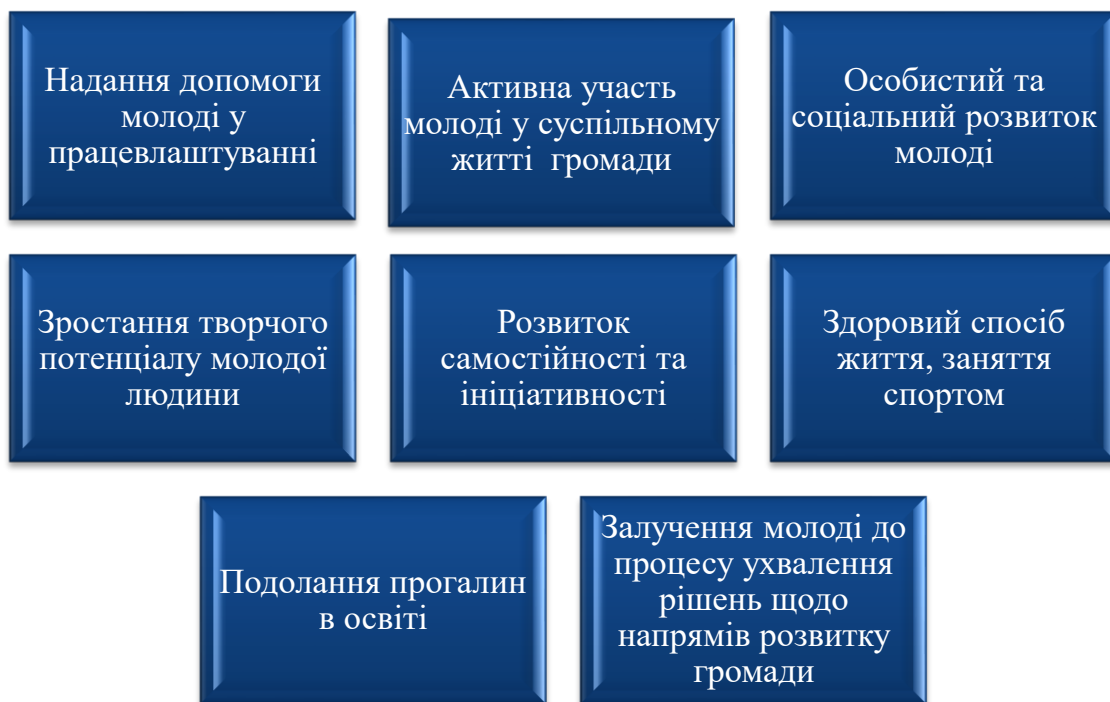 Надання допомоги
молоді у
працевлаштуванні
Активна участь
молоді у суспільному
житті громади
Особистий та
соціальний розвиток
молоді
Зростання творчого
потенціалу молодої
людини
Розвиток
самостійності та
ініціативності
Здоровий спосіб
життя, заняття
спортом
Подолання прогалин
в освіті
Залучення молоді до
процесу ухвалення
рішень щодо
напрямів розвитку
громади